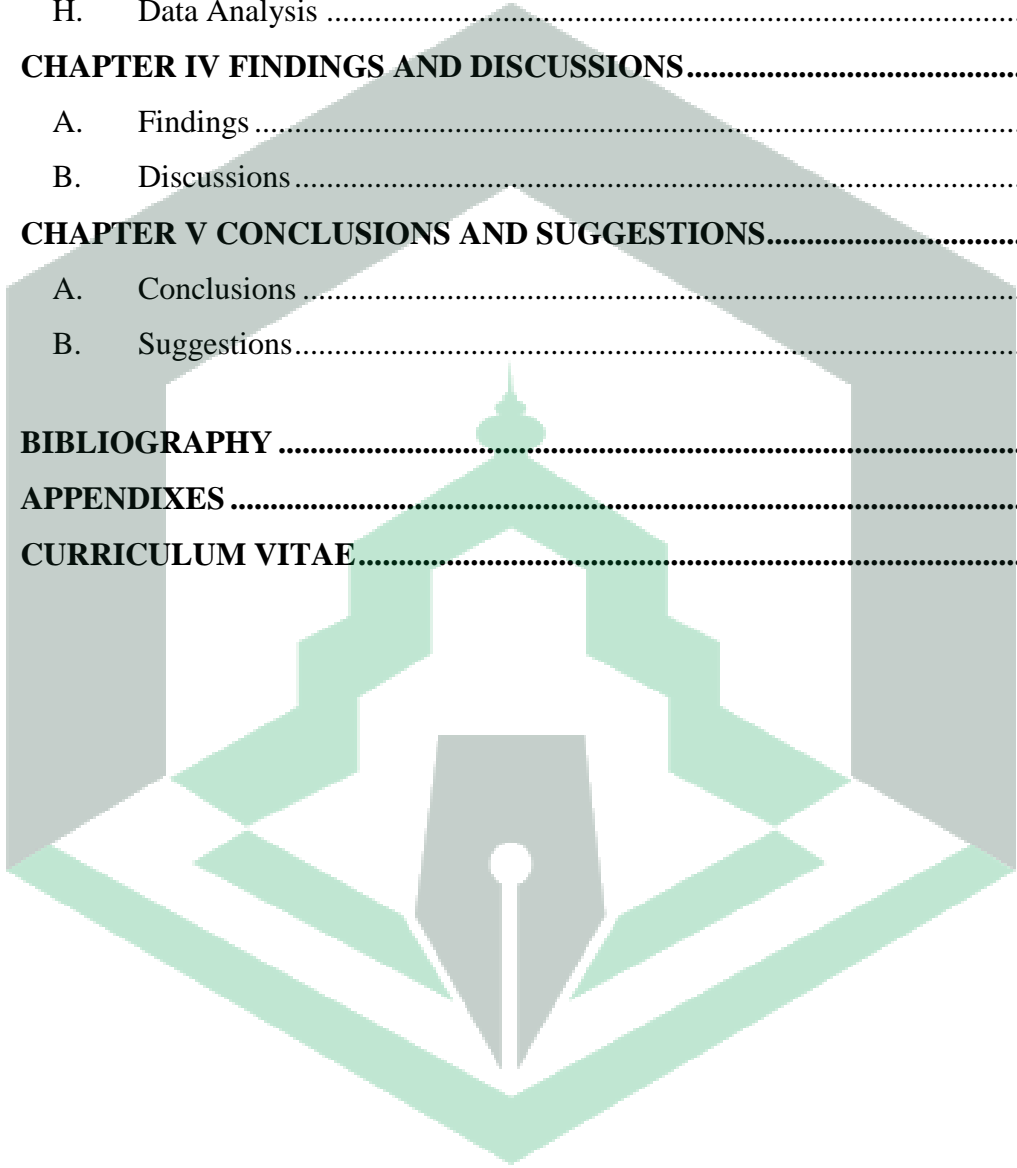 H. Data Analysis ........................................................................................
CHAPTER IV FINDINGS AND DISCUSSIONS ..........................................
A. Findings .................................................................................................
B. Discussions .............................................................................................
CHAPTER V CONCLUSIONS AND SUGGESTIONS ................................
A. Conclusions ...........................................................................................
B. Suggestions .............................................................................................
BIBLIOGRAPHY ...........................................................................................
APPENDIXES .................................................................................................
CURRICULUM VITAE ..................................................................................